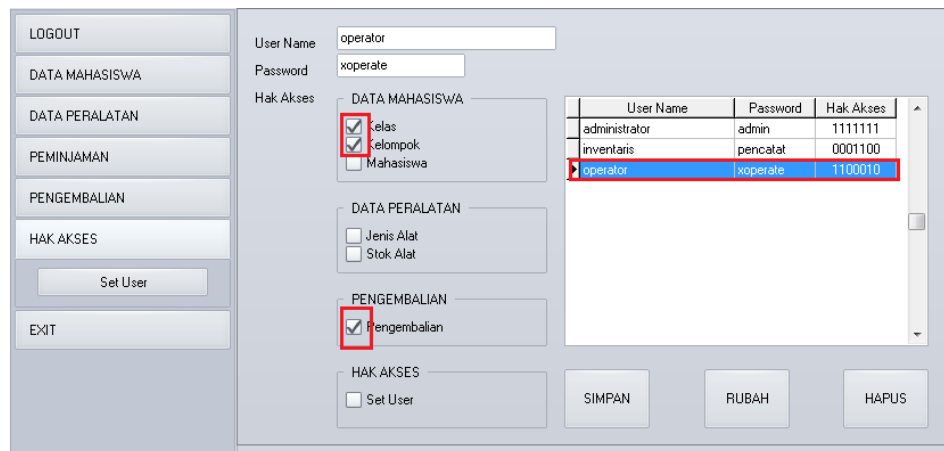 LOGOUT
DATA MAHASISWA
DATA PERALATAN
PEMINJAMAN
PENGEMBALIAN
HAK AKSES
Set User
EXIT
User Name operator
Password xoperate
Hak Akses
DATA MAHASISWA
Kelas
Kelompok
Mahasiswa
DATA PERALATAN
Jenis Alat
Stok Alat
PENGEMBALIAN
Pengembalian
HAK AKSES
Set User
User Name Password Hak Akses
administrator admin 1111111
inventaris pencatat 0001100
operator xoperate 1100010
SIMPAN RUBAH HAPUS